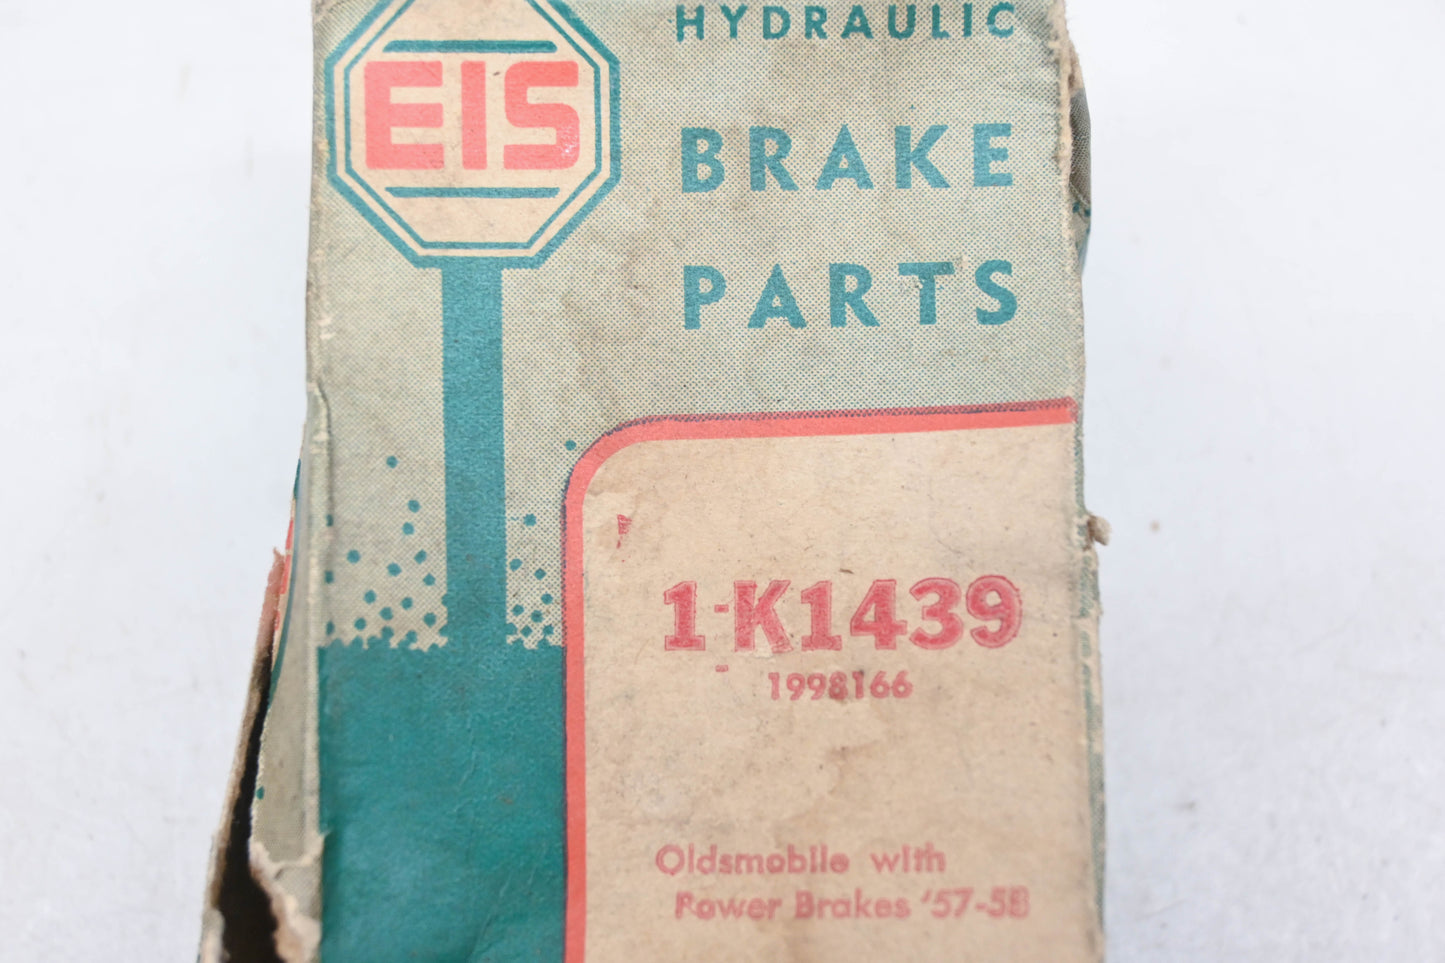 EIS
HYDRAULIC
BRAKE
PARTS
1-K1439
1998166
Oldsmobile with
Power Brakes '57-58